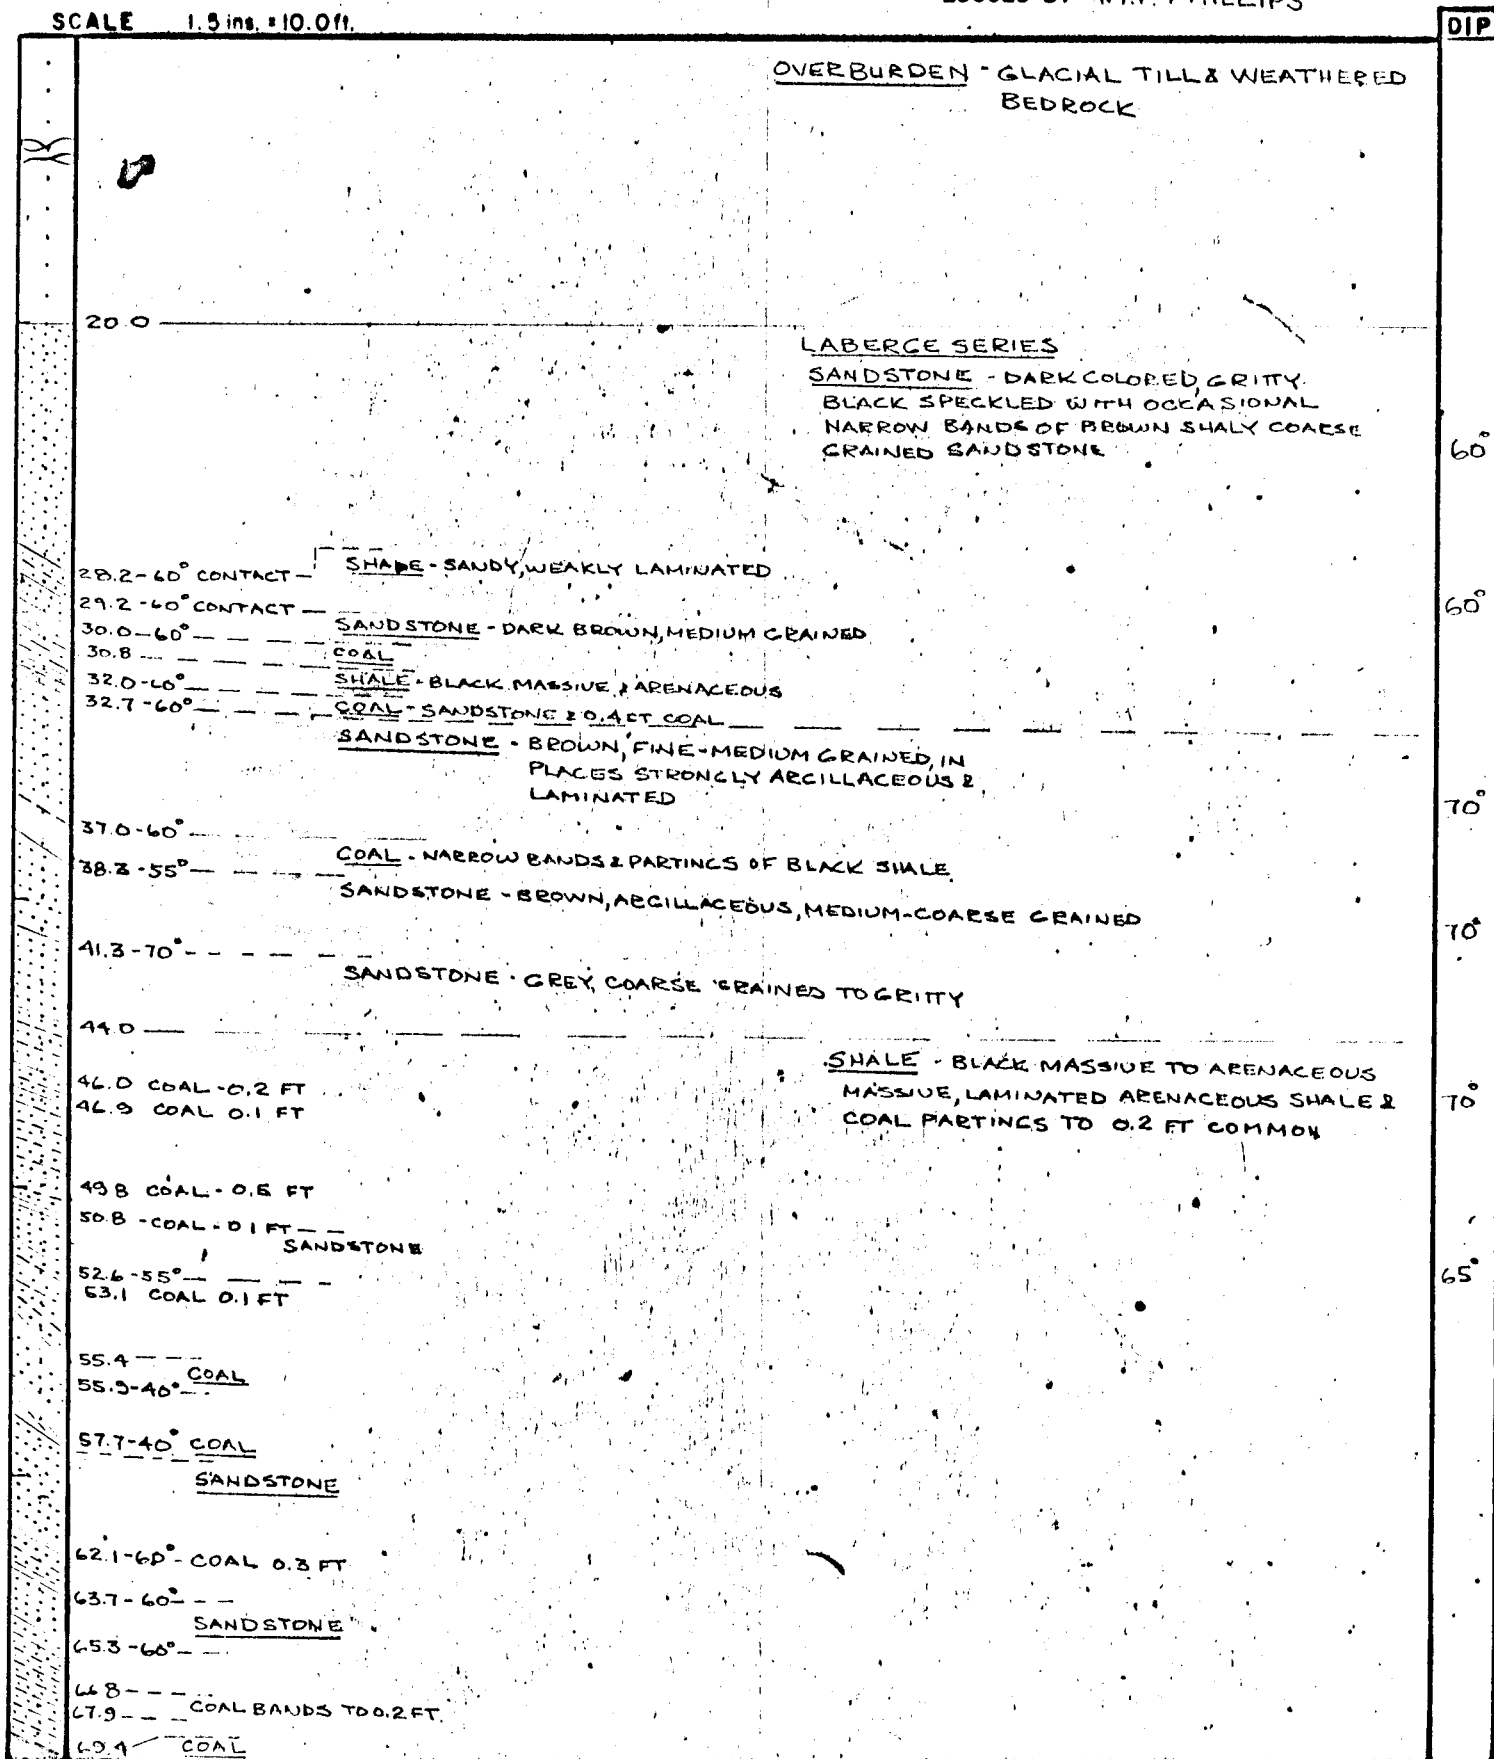 SCALE 1.5 ins. = 10.0 ft.
PHILLIPS
DIP
OVERBURDEN - GLACIAL TILL & WEATHERED
BEDROCK
20.0
LABERGE SERIES
SANDSTONE - DARK COLORED, GRITTY.
BLACK SPECKLED WITH OCCASIONAL
NARROW BANDS OF BROWN SHALY COARSE
GRAINED SANDSTONE
60°
28.2-60° CONTACT
SHALE - SANDY, WEAKLY LAMINATED
29.2-60° CONTACT
60°
SANDSTONE - DARK BROWN, MEDIUM GRAINED
30.0-60°
COAL
30.8
32.0-60°
SHALE - BLACK MASSIVE & ARENACEOUS
32.7-60°
COAL - SANDSTONE & 0.4 FT COAL
SANDSTONE - BROWN, FINE-MEDIUM GRAINED, IN
PLACES STRONGLY ARGILLACEOUS &
LAMINATED
70°
37.0-60°
COAL - NARROW BANDS & PARTINGS OF BLACK SHALE
38.3-55°
SANDSTONE - BROWN, ARGILLACEOUS, MEDIUM-COARSE GRAINED
70°
41.3-70°
SANDSTONE - GREY, COARSE GRAINED TO GRITTY
44.0
SHALE - BLACK MASSIVE TO ARENACEOUS
MASSIVE, LAMINATED ARENACEOUS SHALE &
COAL PARTINGS TO 0.2 FT COMMON
46.0 COAL - 0.2 FT
46.9 COAL 0.1 FT
70°
49.8 COAL - 0.5 FT
50.8 - COAL - 0.1 FT
SANDSTONE
52.6-55°
65°
53.1 COAL 0.1 FT
55.4
COAL
55.9-40°
57.7-40° COAL
SANDSTONE
62.1-60° - COAL 0.3 FT
63.7-60°
SANDSTONE
65.3-60°
66.8
67.9 COAL BANDS TO 0.2 FT.
69.4 COAL